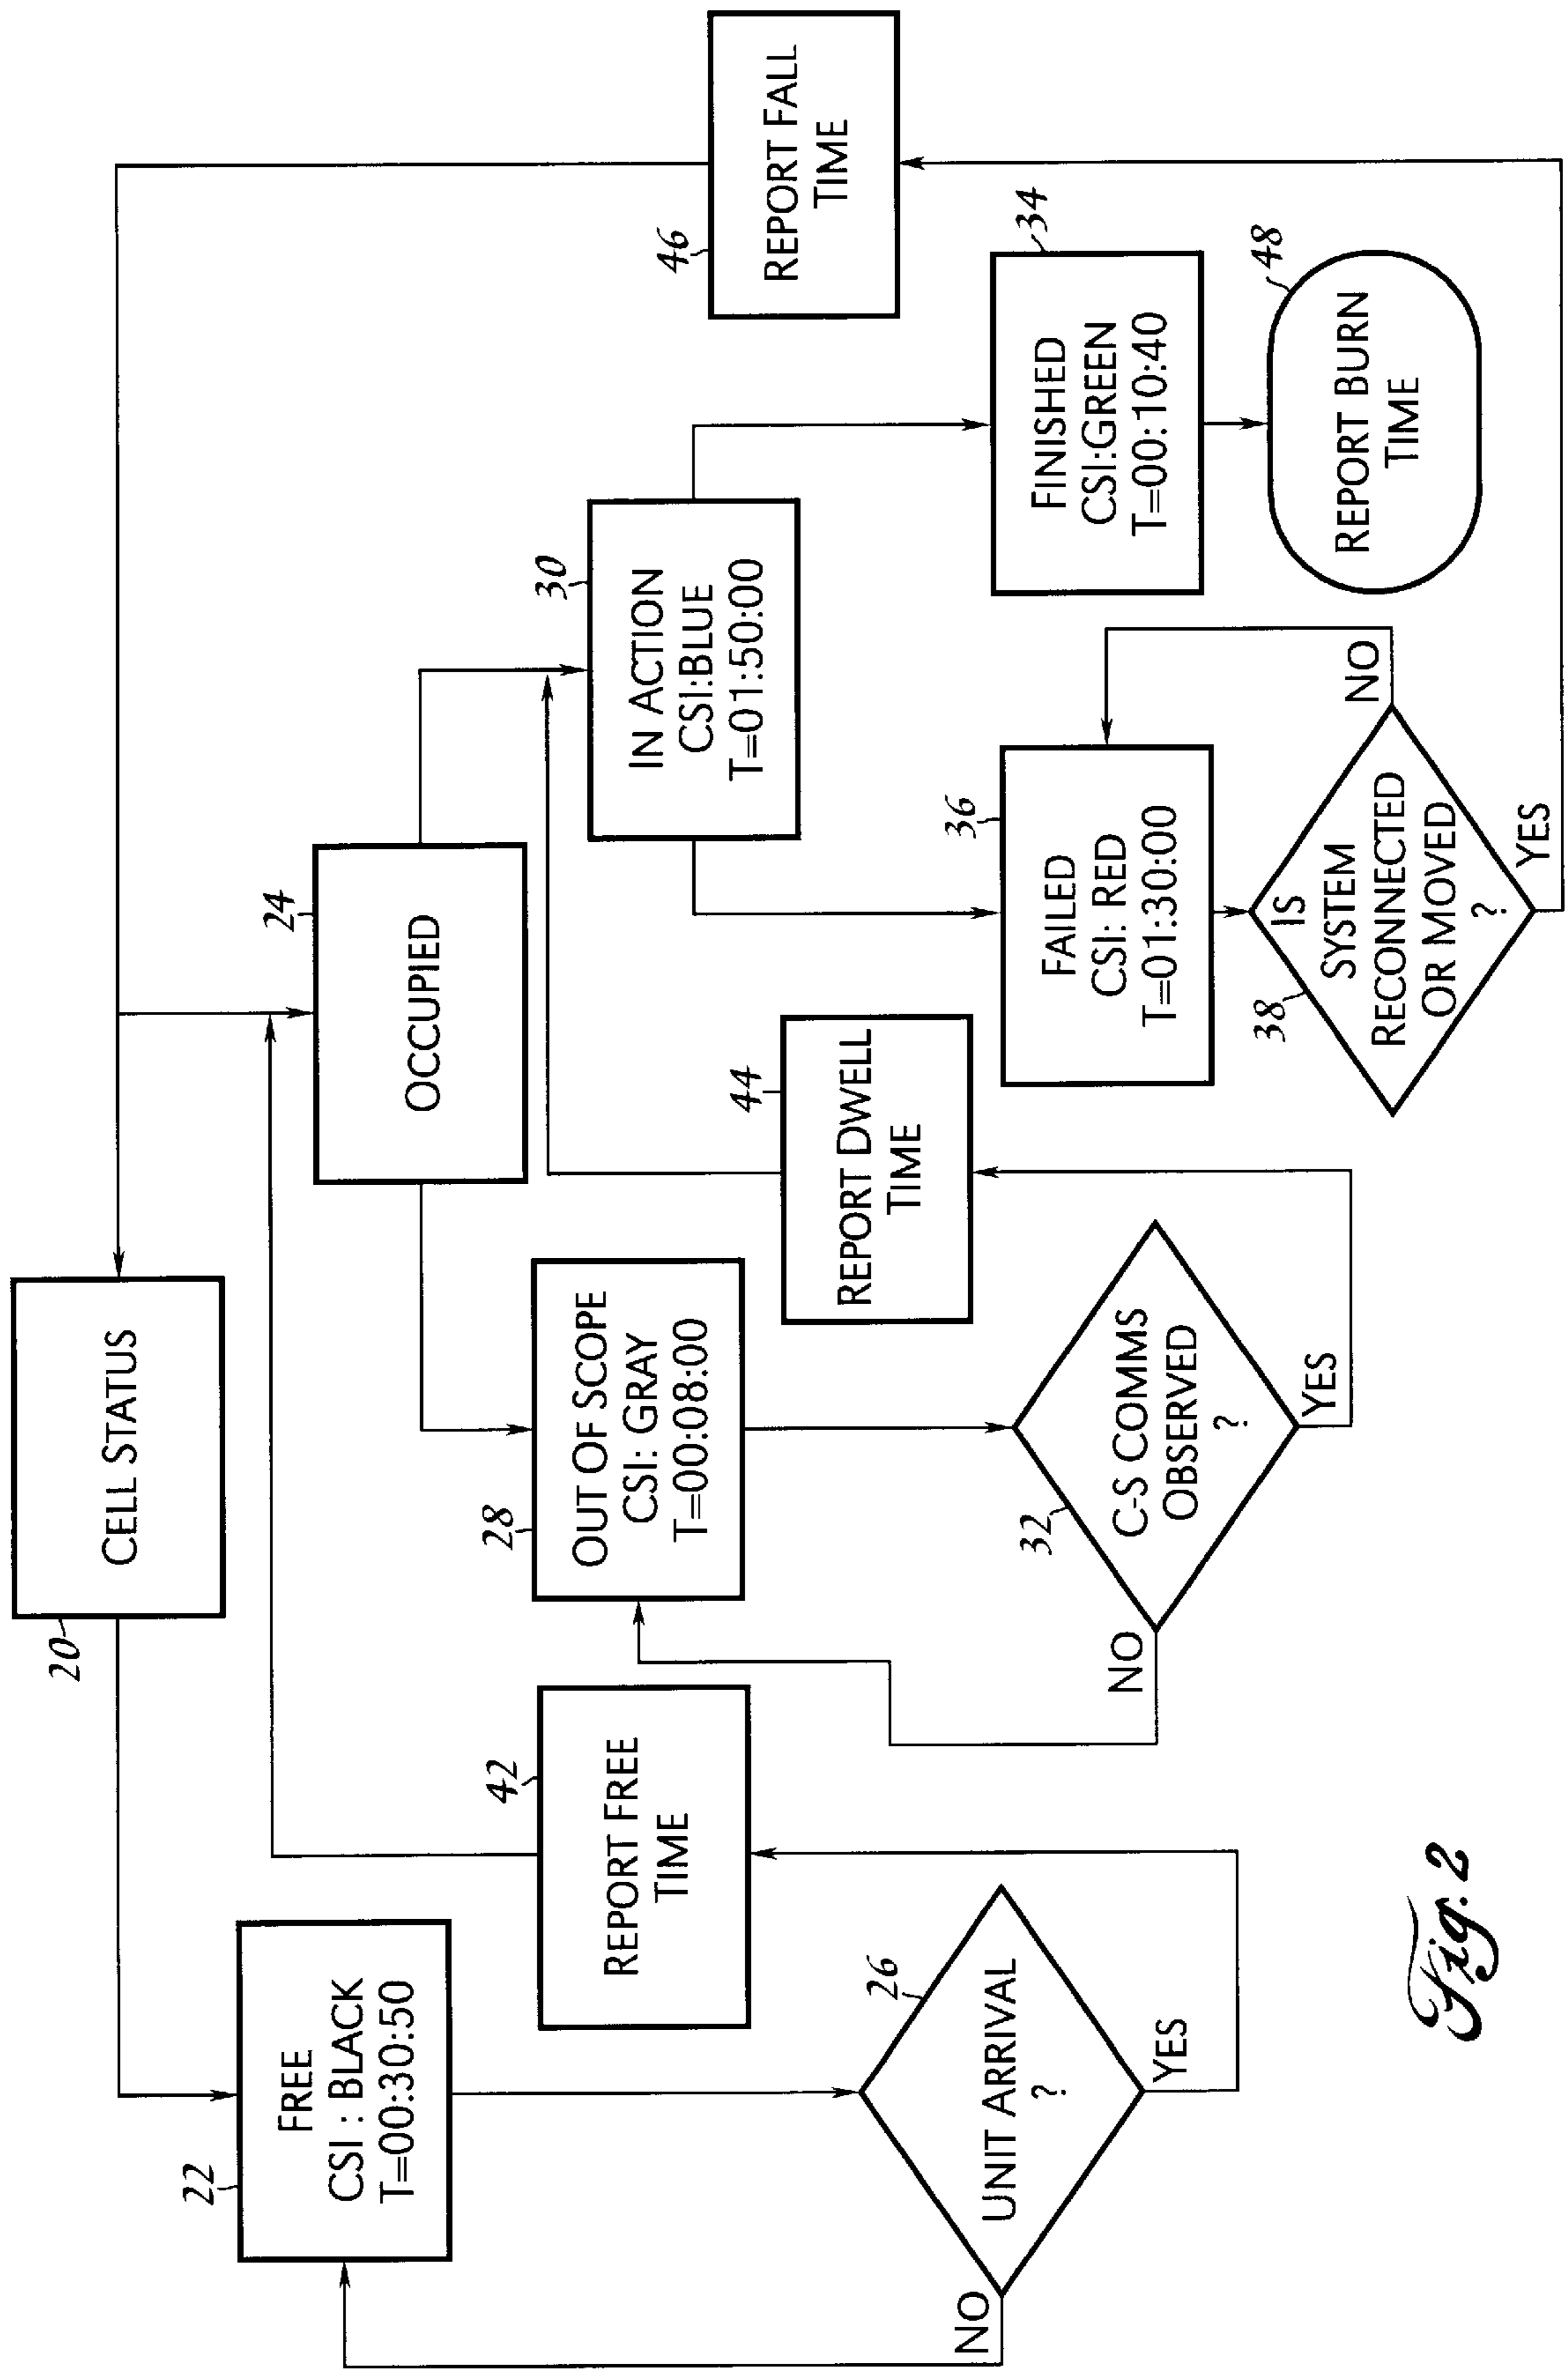 20
CELL STATUS
22
FREE
CSI : BLACK
T=00:30:50
24
OCCUPIED
26
UNIT ARRIVAL
?
NO
YES
42
REPORT FREE
TIME
28
OUT OF SCOPE
CSI: GRAY
T=00:08:00
32
C-S COMMS
OBSERVED
?
NO
YES
44
REPORT DWELL
TIME
30
IN ACTION
CSI:BLUE
T=01:50:00
36
FAILED
CSI: RED
T=01:30:00
38
IS
SYSTEM
RECONNECTED
OR MOVED
?
NO
YES
34
FINISHED
CSI:GREEN
T=00:10:40
48
REPORT BURN
TIME
46
REPORT FALL
TIME
Fig. 2